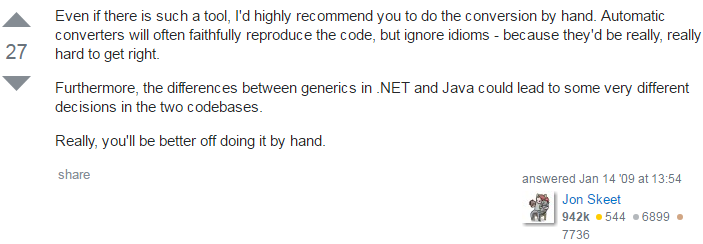 Even if there is such a tool, I'd highly recommend you to do the conversion by hand. Automatic
converters will often faithfully reproduce the code, but ignore idioms - because they'd be really, really
hard to get right.
27
Furthermore, the differences between generics in .NET and Java could lead to some very different
decisions in the two codebases.
Really, you'll be better off doing it by hand.
share
answered Jan 14 '09 at 13:54
Jon Skeet
942k 544 6899
7736